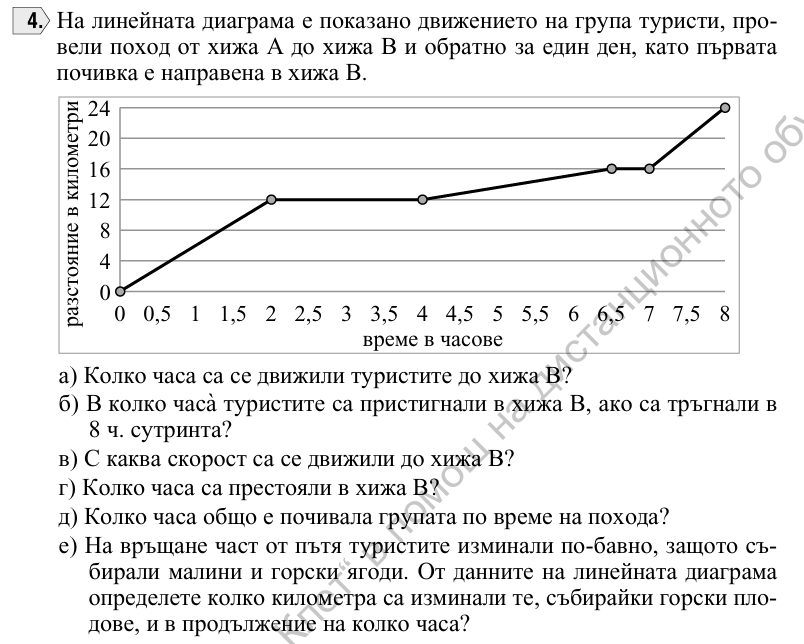 4. На линейната диаграма е показано движението на група туристи, про-
вели поход от хижа А до хижа В и обратно за един ден, като първата
почивка е направена в хижа В.
разстояние в километри
24
20
16
12
8
4
0
0 0,5 1 1,5 2 2,5 3 3,5 4 4,5 5 5,5 6 6,5 7 7,5 8
време в часове
а) Колко часа са се движили туристите до хижа В?
б) В колко часа̀ туристите са пристигнали в хижа В, ако са тръгнали в
8 ч. сутринта?
в) С каква скорост са се движили до хижа В?
г) Колко часа са престояли в хижа В?
д) Колко часа общо е почивала групата по време на похода?
е) На връщане част от пътя туристите изминали по-бавно, защото съ-
бирали малини и горски ягоди. От данните на линейната диаграма
определете колко километра са изминали те, събирайки горски пло-
дове, и в продължение на колко часа?
Клет“ в помощ на дистанционното